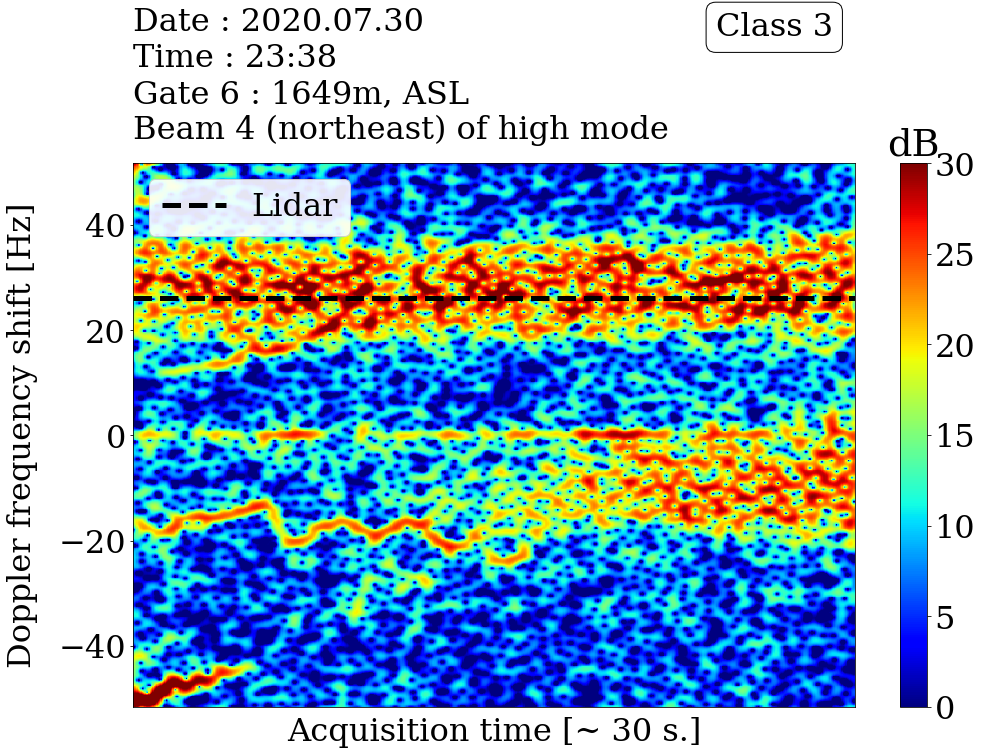 Date : 2020.07.30
Time : 23:38
Gate 6 : 1649m, ASL
Beam 4 (northeast) of high mode
Class 3
dB
Lidar
Doppler frequency shift [Hz]
40
20
0
−20
−40
30
25
20
15
10
5
0
Acquisition time [~ 30 s.]